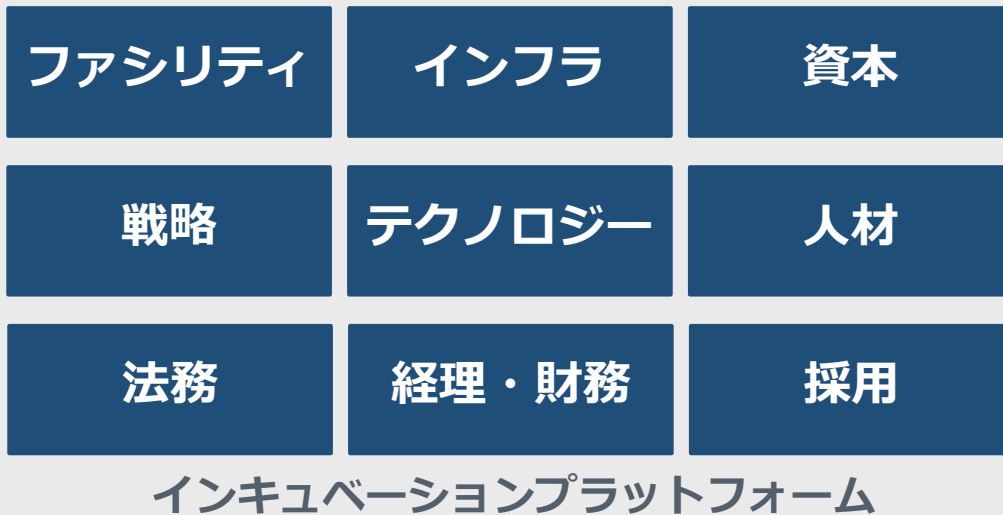 ファシリティ
インフラ
資本
戦略
テクノロジー
人材
法務
経理・財務
採用
インキュベーションプラットフォーム